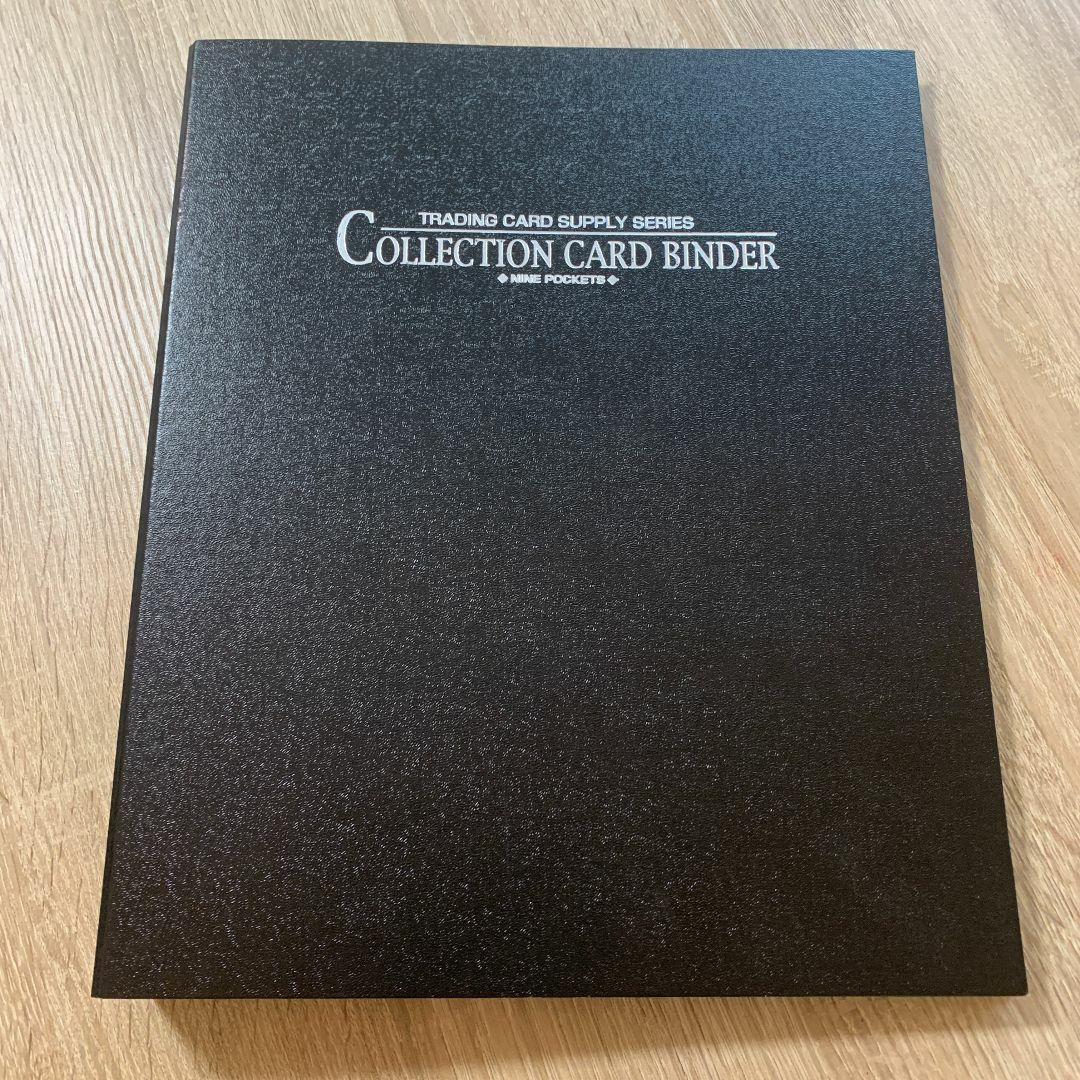 TRADING CARD SUPPLY SERIES
COLLECTION CARD BINDER
◆ NINE POCKETS ◆